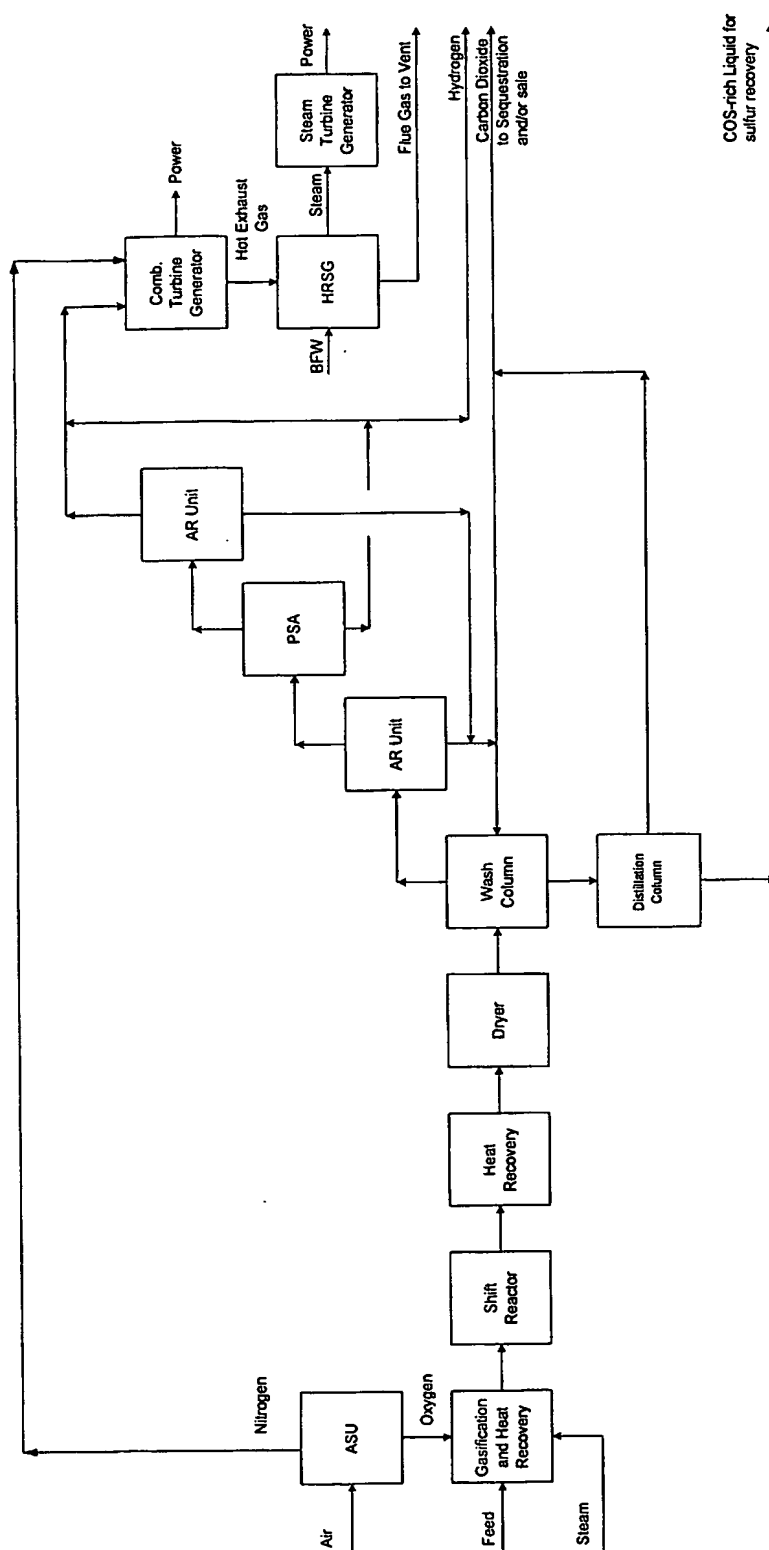 Air
Feed
Steam
ASU
Nitrogen
Oxygen
Gasification
and Heat
Recovery
Shift
Reactor
Heat
Recovery
Dryer
Wash
Column
Distillation
Column
AR Unit
PSA
AR Unit
Comb.
Turbine
Generator
Power
Hot Exhaust
Gas
BFW
HRSG
Steam
Steam
Turbine
Generator
Power
Flue Gas to Vent
Hydrogen
Carbon Dioxide
to Sequestration
and/or sale
COS-rich Liquid for
sulfur recovery